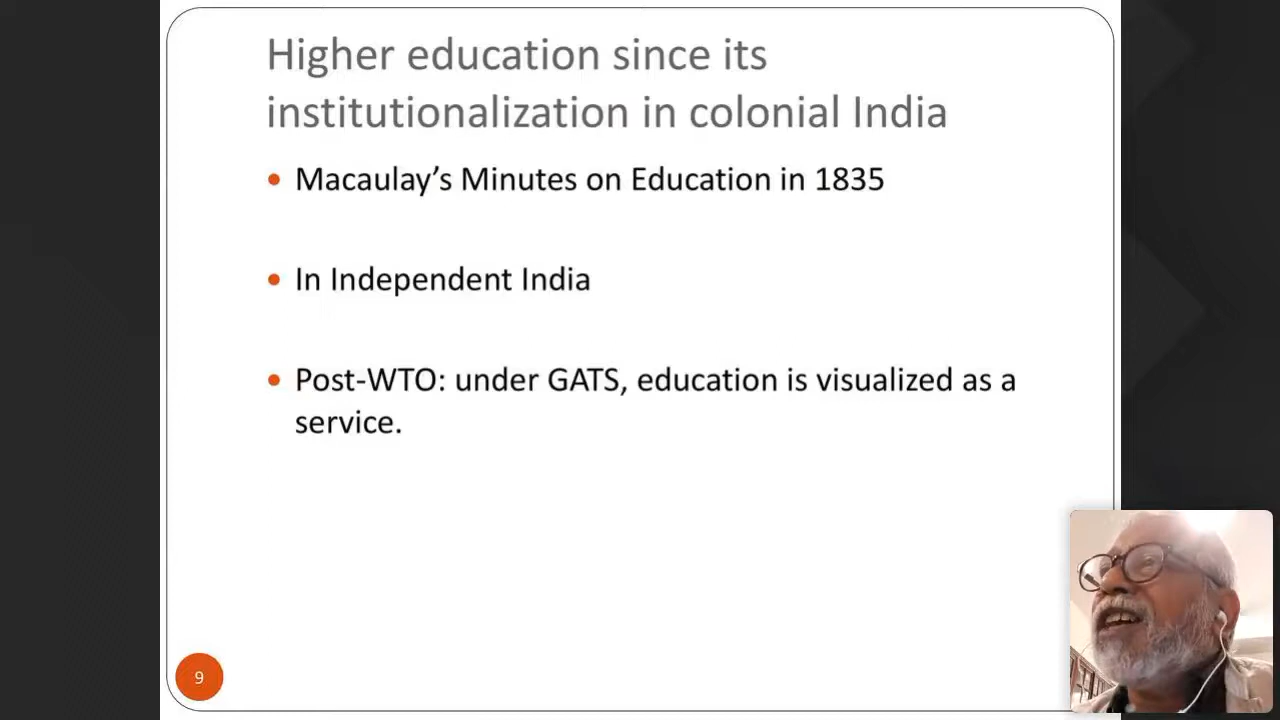 Higher education since its
institutionalization in colonial India
• Macaulay’s Minutes on Education in 1835
• In Independent India
• Post-WTO: under GATS, education is visualized as a
service.
9